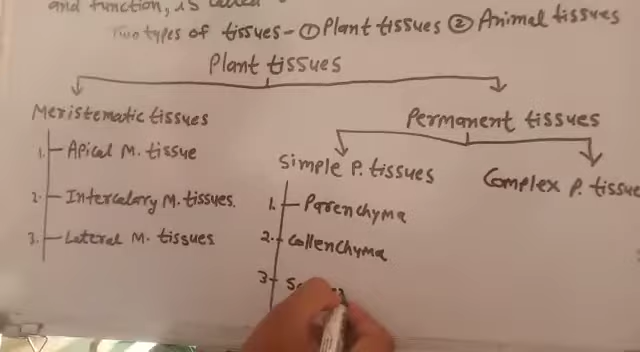 and function, is called
Two types of tissues - ① Plant tissues ② Animal tissues
Plant tissues
Meristematic tissues
1. Apical M. tissue
2. Intercalary M. tissues.
3. Lateral M. tissues
Permanent tissues
Simple P. tissues
1. Parenchyma
2. Collenchyma
3
Complex P. tissue